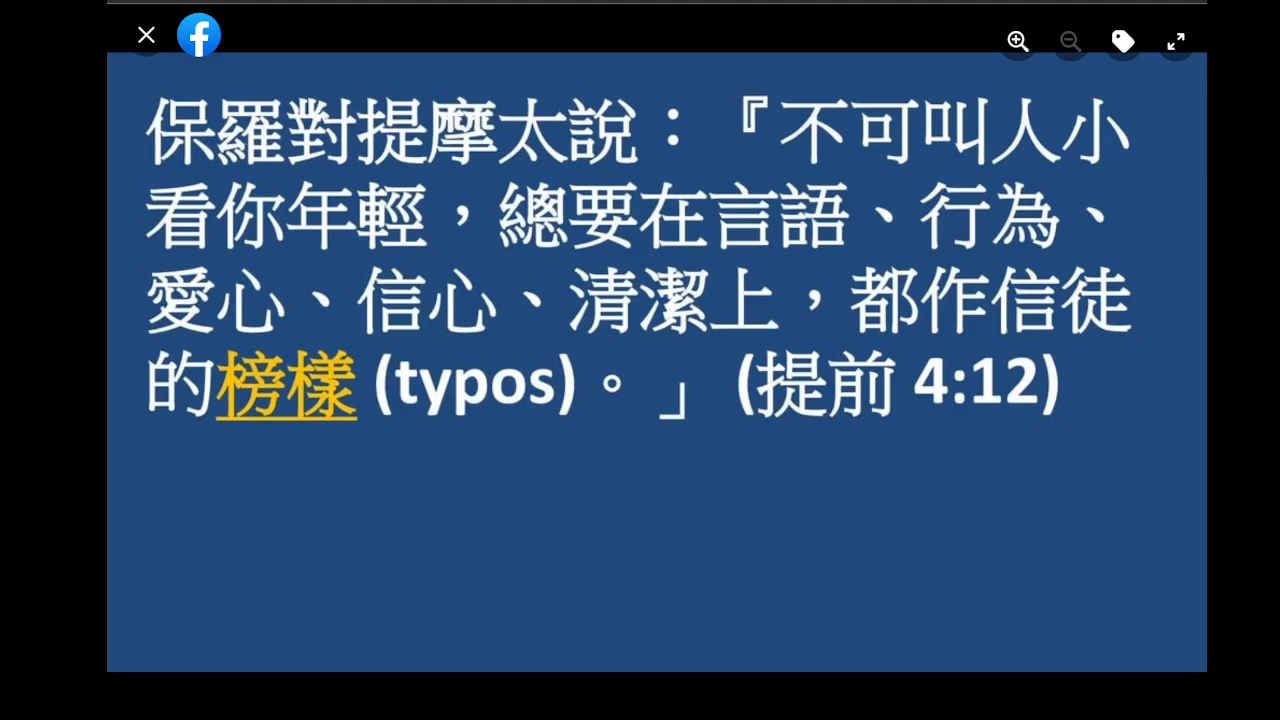 保羅對提摩太說：『不可叫人小
看你年輕，總要在言語、行為、
愛心、信心、清潔上，都作信徒
的榜樣 (typos)。」 (提前 4:12)